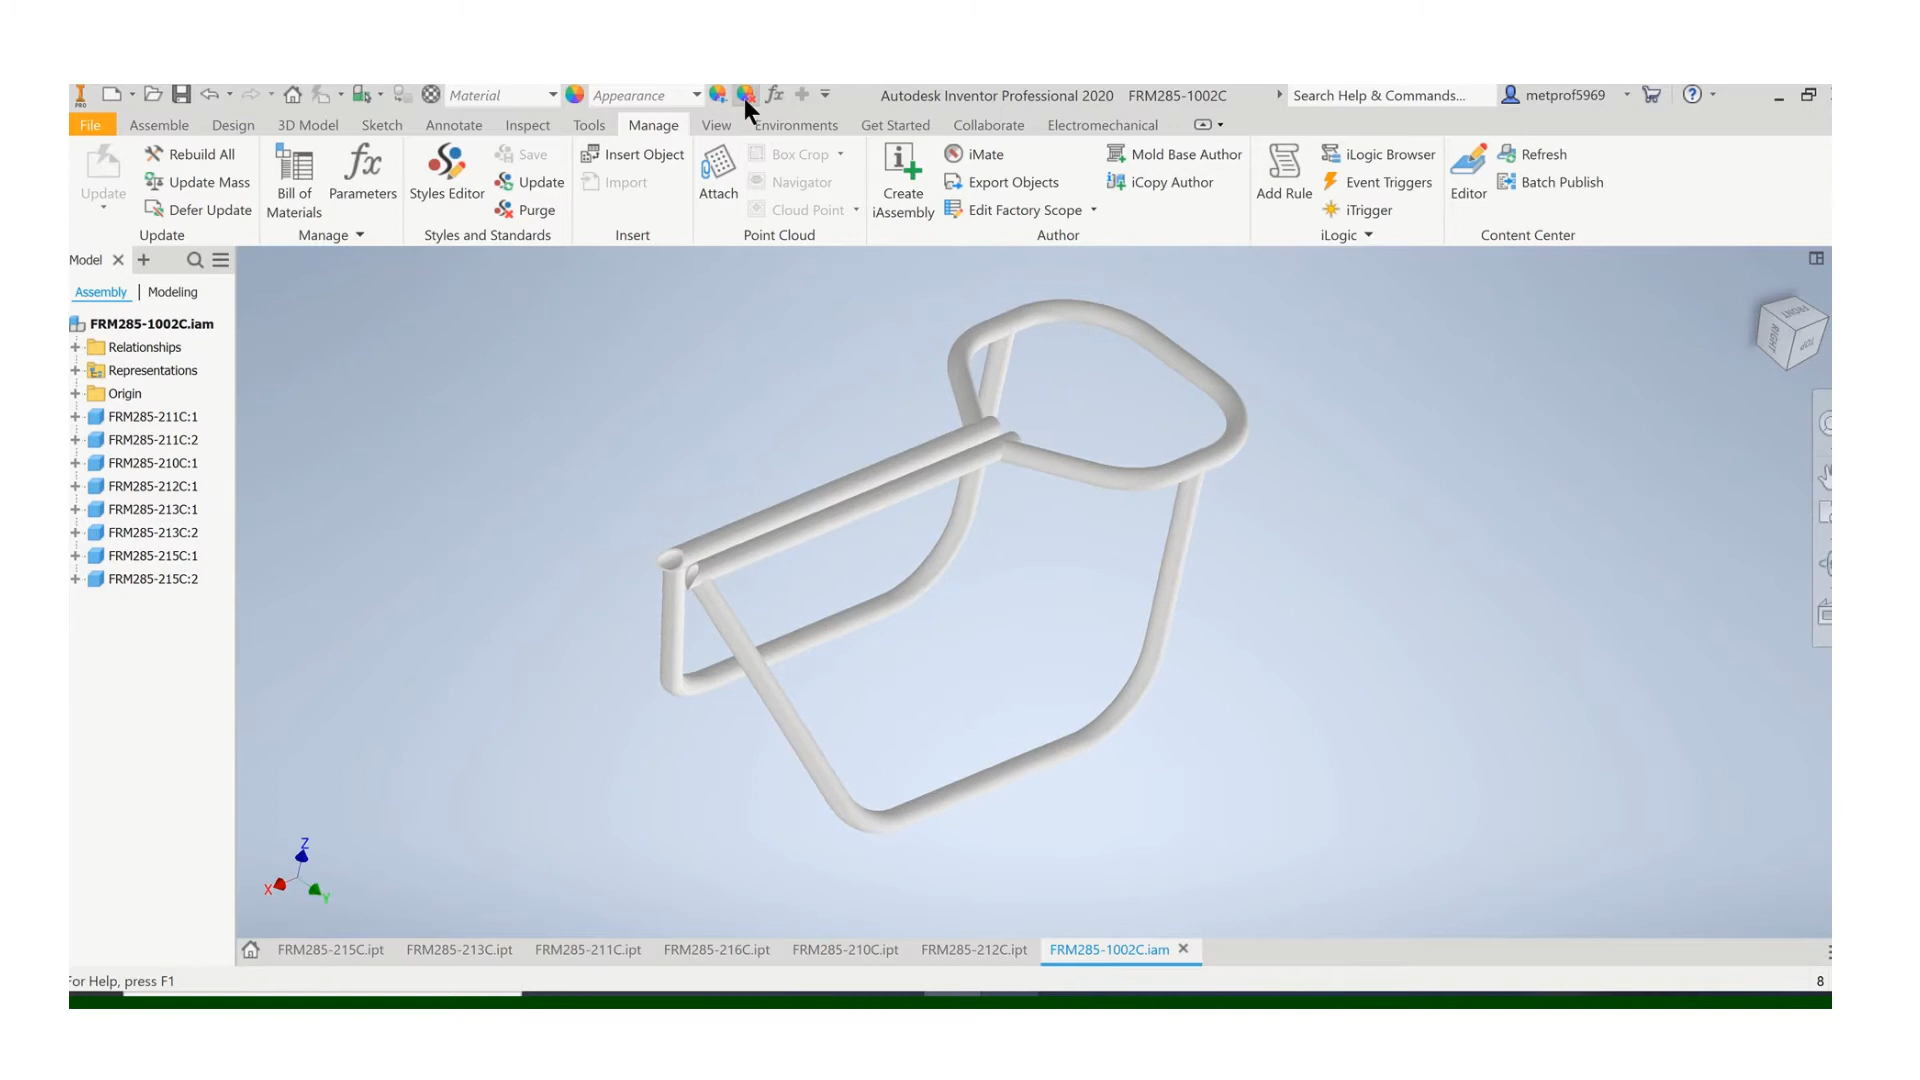 PRO Material Appearance fx Autodesk Inventor Professional 2020 FRM285-1002C Search Help & Commands... metprof5969
File Assemble Design 3D Model Sketch Annotate Inspect Tools Manage View Environments Get Started Collaborate Electromechanical
Update
Rebuild All
Update Mass
Defer Update
Update
Bill of Materials
fx Parameters
Manage
Styles Editor
Save
Update
Purge
Styles and Standards
Insert Object
Import
Insert
Attach
Box Crop
Navigator
Cloud Point
Point Cloud
Create iAssembly
iMate
Export Objects
Edit Factory Scope
Mold Base Author
iCopy Author
Author
Add Rule
iLogic Browser
Event Triggers
iTrigger
iLogic
Editor
Refresh
Batch Publish
Content Center
Model
Assembly | Modeling
FRM285-1002C.iam
Relationships
Representations
Origin
FRM285-211C:1
FRM285-211C:2
FRM285-210C:1
FRM285-212C:1
FRM285-213C:1
FRM285-213C:2
FRM285-215C:1
FRM285-215C:2
FRONT
RIGHT
TOP
Z
X
Y
FRM285-215C.ipt FRM285-213C.ipt FRM285-211C.ipt FRM285-216C.ipt FRM285-210C.ipt FRM285-212C.ipt FRM285-1002C.iam
For Help, press F1
8